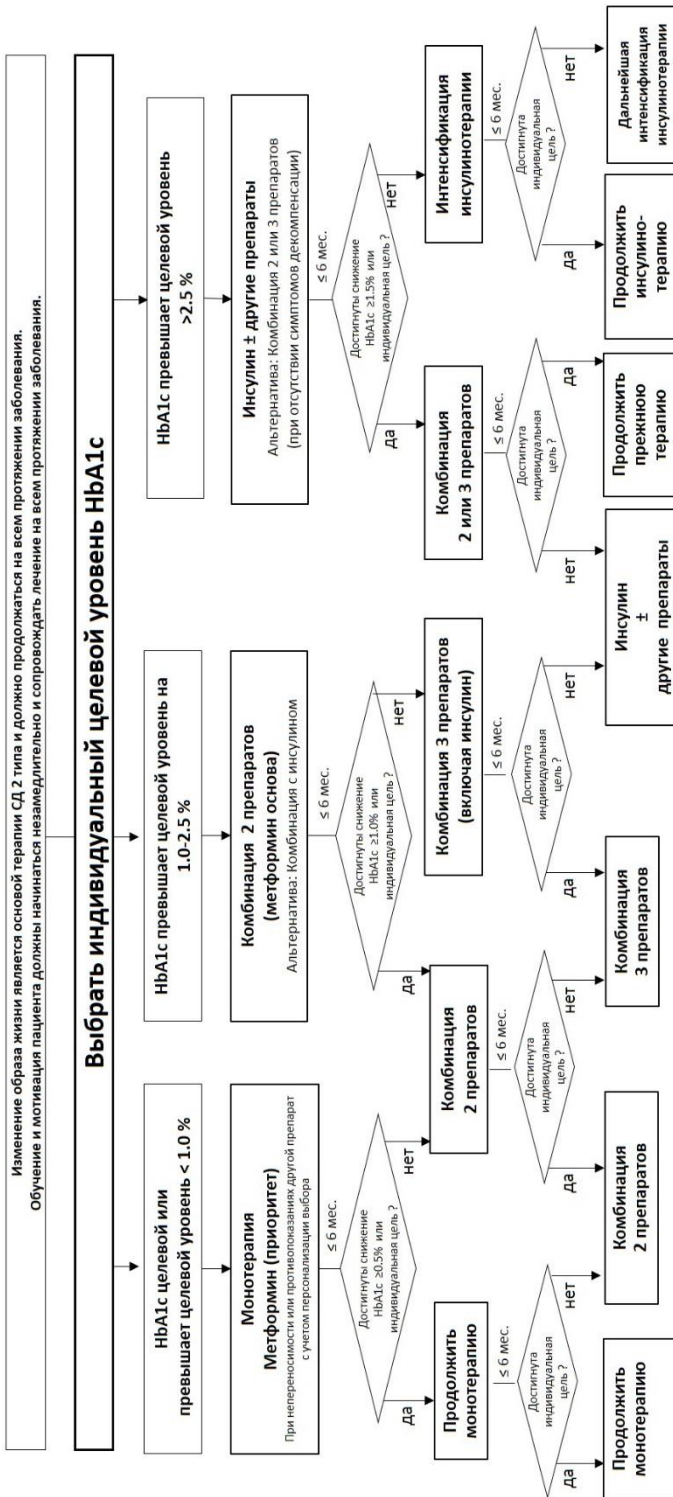 Изменение образа жизни является основой терапии СД 2 типа и должно продолжаться на всем протяжении заболевания.
Обучение и мотивация пациента должны начинаться незамедлительно и сопровождать лечение на всем протяжении заболевания.
Выбрать индивидуальный целевой уровень HbA1c
HbA1c целевой или
превышает целевой уровень < 1.0 %
HbA1c превышает целевой уровень на
1.0-2.5 %
HbA1c превышает целевой уровень
>2.5 %
Монотерапия
Метформин (приоритет)
При непереносимости или противопоказаниях другой препарат
с учетом персонализации выбора
Комбинация 2 препаратов
(метформин основа)
Альтернатива: Комбинация с инсулином
Инсулин ± другие препараты
Альтернатива: Комбинация 2 или 3 препаратов
(при отсутствии симптомов декомпенсации)
≤ 6 мес.
≤ 6 мес.
≤ 6 мес.
Достигнуты снижение
HbA1c ≥0.5% или
индивидуальная цель ?
Достигнуты снижение
HbA1c ≥1.0% или
индивидуальная цель ?
Достигнуты снижение
HbA1c ≥1.5% или
индивидуальная цель ?
да
нет
да
нет
да
нет
Продолжить
монотерапию
Комбинация
2 препаратов
Комбинация 3 препаратов
(включая инсулин)
Комбинация
2 или 3 препаратов
Интенсификация
инсулинотерапии
≤ 6 мес.
≤ 6 мес.
≤ 6 мес.
≤ 6 мес.
≤ 6 мес.
Достигнута
индивидуальная
цель ?
Достигнута
индивидуальная
цель ?
Достигнута
индивидуальная
цель ?
Достигнута
индивидуальная
цель ?
Достигнута
индивидуальная
цель ?
да
нет
да
нет
да
нет
нет
да
да
нет
Продолжить
монотерапию
Комбинация
2 препаратов
Комбинация
3 препаратов
Инсулин
±
другие препараты
Продолжить
прежнюю
терапию
Продолжить
инсулино-
терапию
Дальнейшая
интенсификация
инсулинотерапии